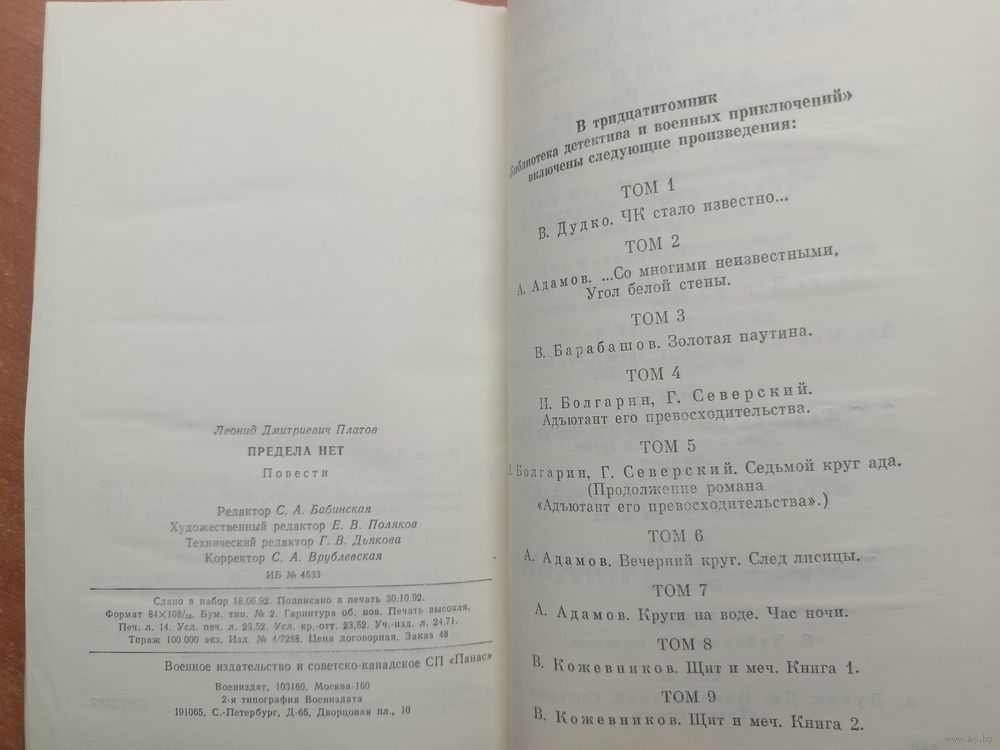 Леонид Дмитриевич Платов
ПРЕДЕЛА НЕТ
Повести
Редактор С. А. Бабинская
Художественный редактор Е. В. Поляков
Технический редактор Г. В. Дьякова
Корректор С. А. Врублевская
ИБ № 4533
Сдано в набор 18.06.92. Подписано в печать 30.10.92.
Формат 84×108/32. Бум. тип. № 2. Гарнитура об. нов. Печать высокая.
Печ. л. 14. Усл. печ. л. 23,52. Усл. кр.-отт. 23,52. Уч.-изд. л. 24,71.
Тираж 100 000 экз. Изд. № 4/7288. Цена договорная. Заказ 48
Военное издательство и советско-канадское СП «Панас»
Воениздат, 103160, Москва-160
2-я типография Воениздата
191065, С.-Петербург, Д-65, Дворцовая пл., 10
В тридцатитомник
«Библиотека детектива и военных приключений»
включены следующие произведения:
ТОМ 1
В. Дудко. ЧК стало известно...
ТОМ 2
А. Адамов. ...Со многими неизвестными,
Угол белой стены.
ТОМ 3
В. Барабашов. Золотая паутина.
ТОМ 4
И. Болгарин, Г. Северский.
Адъютант его превосходительства.
ТОМ 5
Болгарин, Г. Северский. Седьмой круг ада.
(Продолжение романа
«Адъютант его превосходительства».)
ТОМ 6
А. Адамов. Вечерний круг. След лисицы.
ТОМ 7
А. Адамов. Круги на воде. Час ночи.
ТОМ 8
В. Кожевников. Щит и меч. Книга 1.
ТОМ 9
В. Кожевников. Щит и меч. Книга 2.
www.ay.by